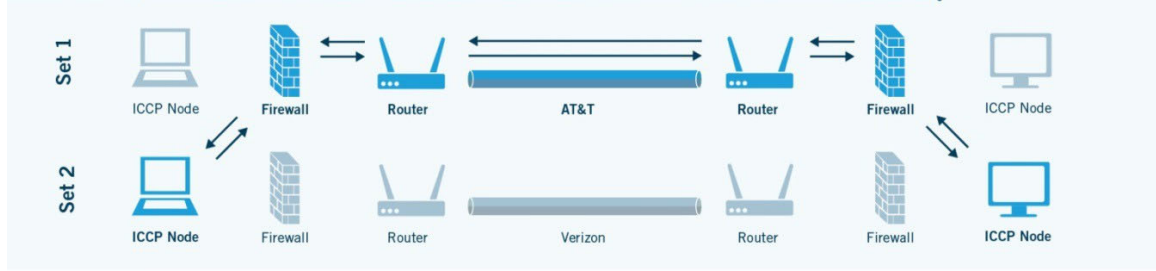 Set 1
ICCP Node
Firewall
Router
AT&T
Router
Firewall
ICCP Node
Set 2
ICCP Node
Firewall
Router
Verizon
Router
Firewall
ICCP Node